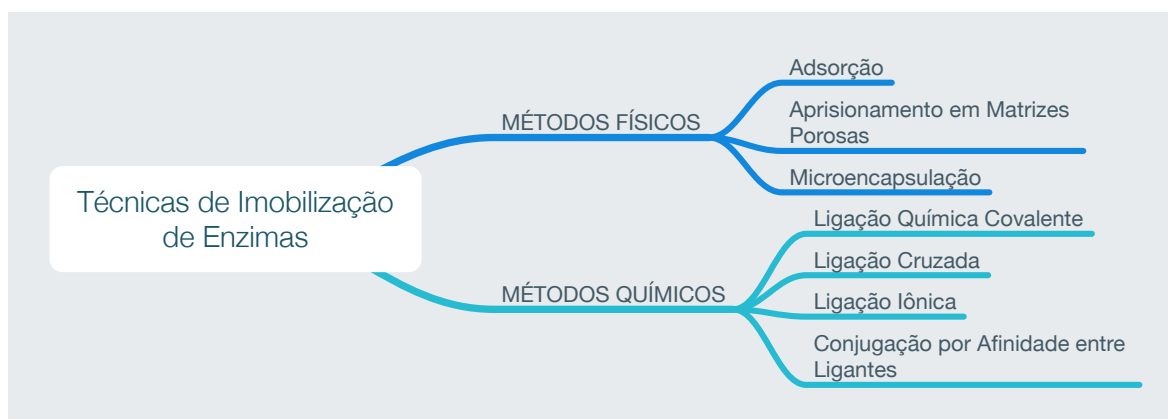 Técnicas de Imobilização
de Enzimas
MÉTODOS FÍSICOS
Adsorção
Aprisionamento em Matrizes
Porosas
Microencapsulação
MÉTODOS QUÍMICOS
Ligação Química Covalente
Ligação Cruzada
Ligação Iônica
Conjugação por Afinidade entre
Ligantes